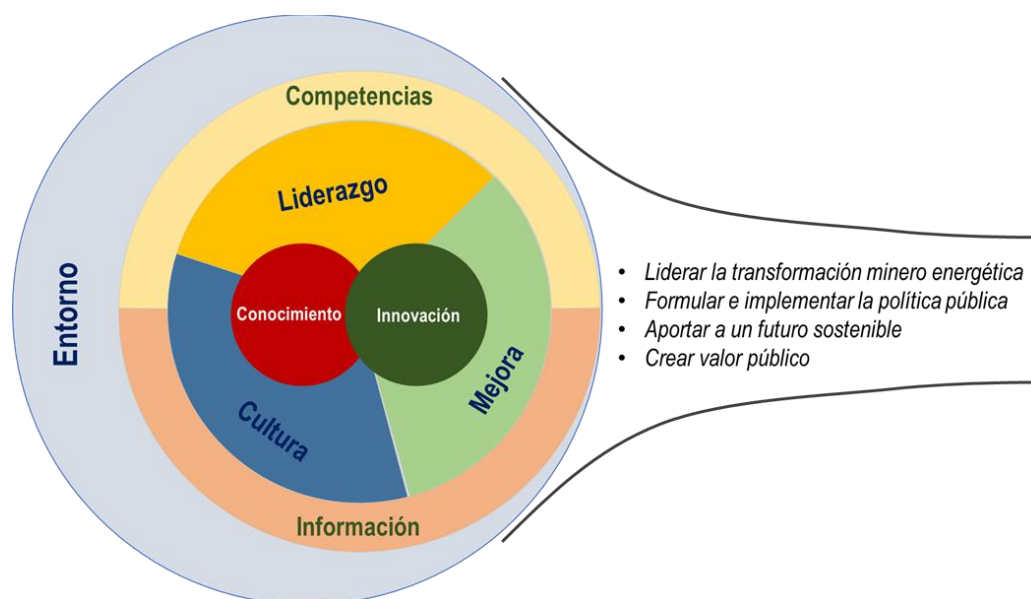 Competencias
Liderazgo
Entorno
Conocimiento
Innovación
Mejora
Cultura
Información
• Liderar la transformación minero energética
• Formular e implementar la política pública
• Aportar a un futuro sostenible
• Crear valor público